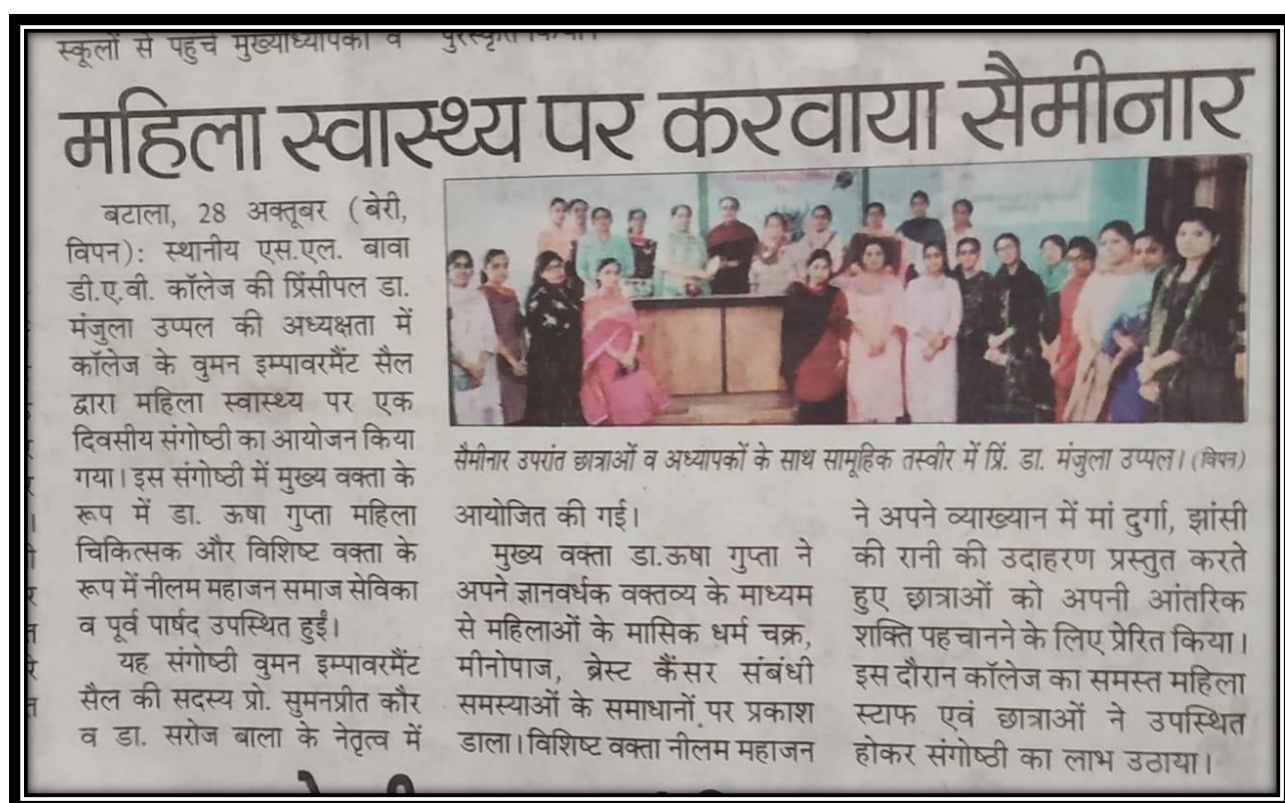 स्कूलों से पहुंचे मुख्याध्यापकों व
पुरस्कृत किया।
महिला स्वास्थ्य पर करवाया सैमीनार
बटाला, 28 अक्तूबर (बेरी,
विपन): स्थानीय एस.एल. बावा
डी.ए.वी. कॉलेज की प्रिंसीपल डा.
मंजुला उप्पल की अध्यक्षता में
कॉलेज के वुमन इम्पावरमैंट सैल
द्वारा महिला स्वास्थ्य पर एक
दिवसीय संगोष्ठी का आयोजन किया
गया। इस संगोष्ठी में मुख्य वक्ता के
रूप में डा. ऊषा गुप्ता महिला
चिकित्सक और विशिष्ट वक्ता के
रूप में नीलम महाजन समाज सेविका
व पूर्व पार्षद उपस्थित हुईं।
यह संगोष्ठी वुमन इम्पावरमैंट
सैल की सदस्य प्रो. सुमनप्रीत कौर
व डा. सरोज बाला के नेतृत्व में
सैमीनार उपरांत छात्राओं व अध्यापकों के साथ सामूहिक तस्वीर में प्रिं. डा. मंजुला उप्पल। (विपन)
आयोजित की गई।
मुख्य वक्ता डा.ऊषा गुप्ता ने
अपने ज्ञानवर्धक वक्तव्य के माध्यम
से महिलाओं के मासिक धर्म चक्र,
मीनोपाज, ब्रेस्ट कैंसर संबंधी
समस्याओं के समाधानों पर प्रकाश
डाला। विशिष्ट वक्ता नीलम महाजन
ने अपने व्याख्यान में मां दुर्गा, झांसी
की रानी की उदाहरण प्रस्तुत करते
हुए छात्राओं को अपनी आंतरिक
शक्ति पहचानने के लिए प्रेरित किया।
इस दौरान कॉलेज का समस्त महिला
स्टाफ एवं छात्राओं ने उपस्थित
होकर संगोष्ठी का लाभ उठाया।